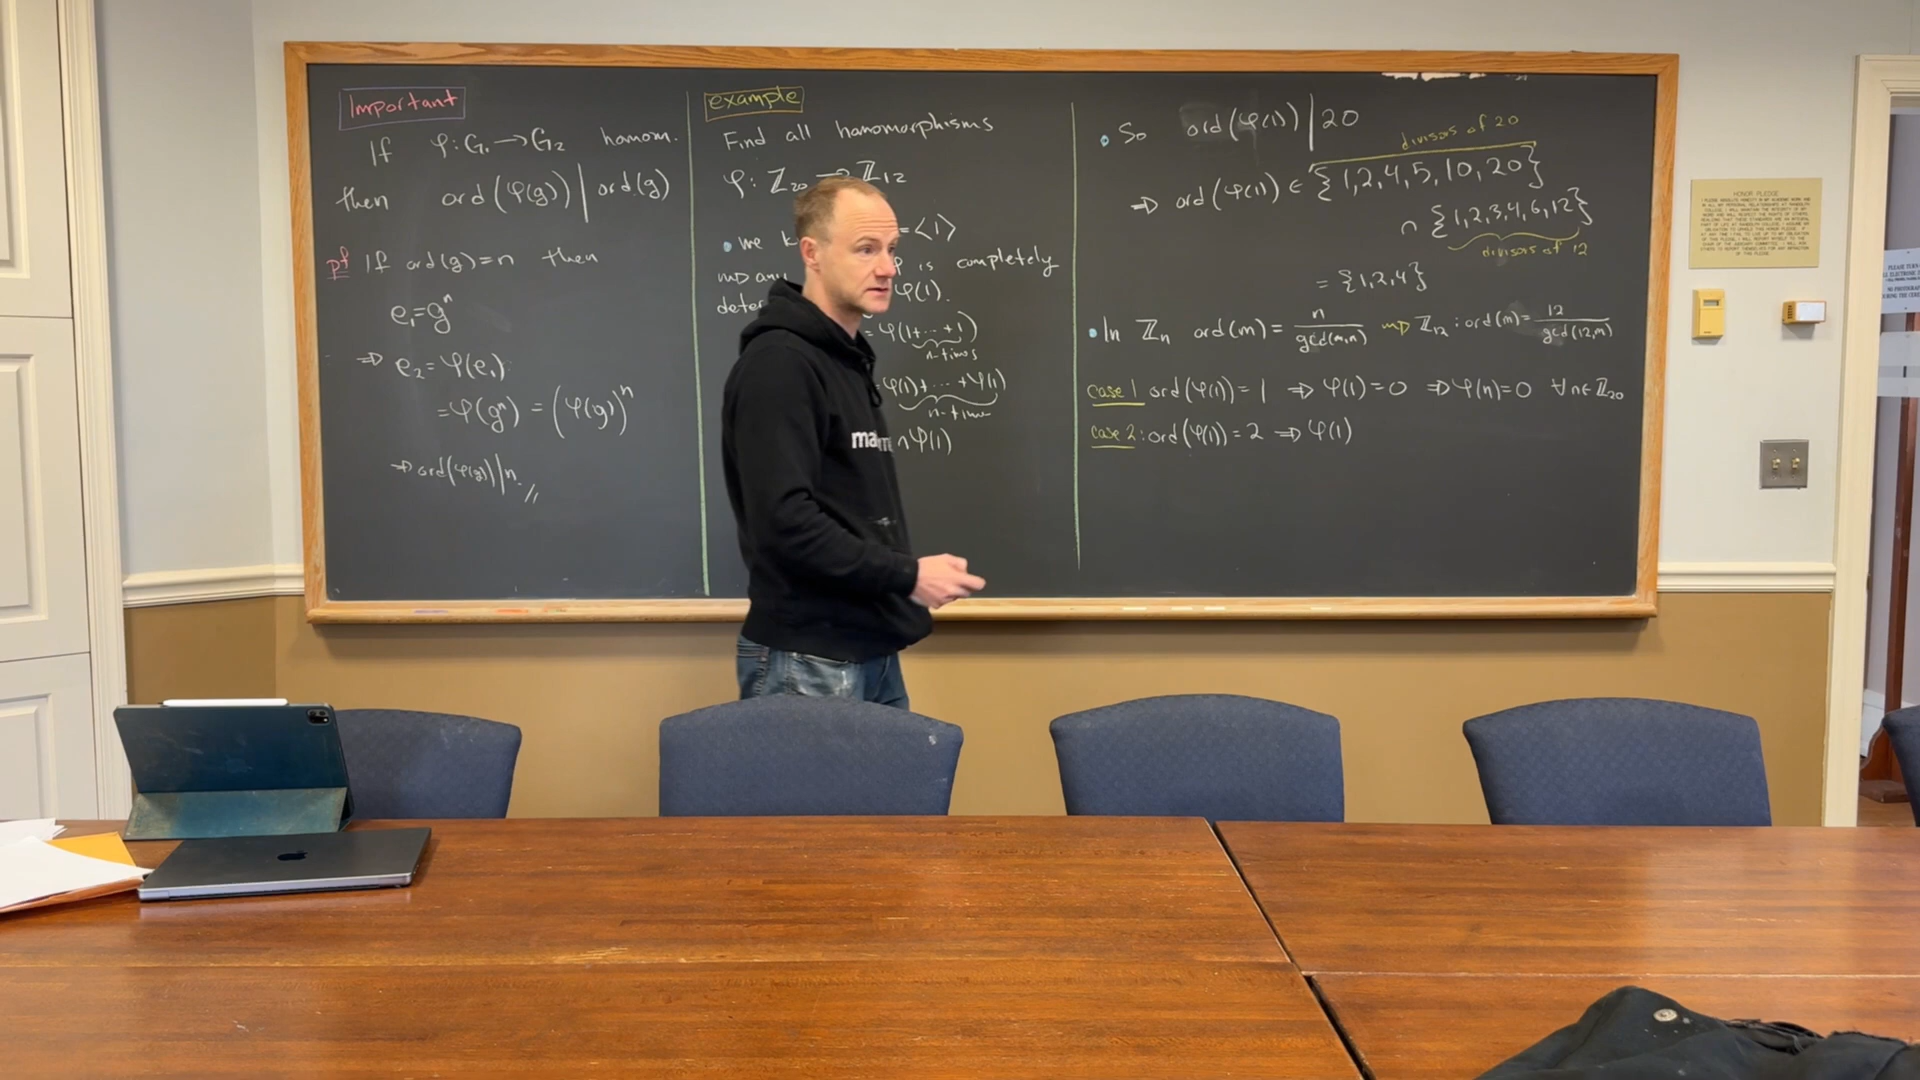 Important
If φ: G₁ → G₂ homom.
then ord(φ(g)) | ord(g)
pf If ord(g)=n then
e₁=gⁿ
⇒ e₂=φ(e₁)
=φ(gⁿ) = (φ(g))ⁿ
⇒ ord(φ(g))|n. //
example
Find all homomorphisms
φ: ℤ₂₀ → ℤ₁₂
• we =<1>
any is completely
φ(1).
=φ(1+⋯+1)
n-times
=φ(1)+⋯+φ(1)
n-times
nφ(1)
• So ord(φ(1)) | 20
divisors of 20
⇒ ord(φ(1)) ∈ {1,2,4,5,10,20}
∩ {1,2,3,4,6,12}
divisors of 12
= {1,2,4}
• In ℤₙ ord(m) = n/gcd(m,n) ⇝ ℤ₁₂: ord(m) = 12/gcd(12,m)
case 1 ord(φ(1)) = 1 ⇒ φ(1)=0 ⇒ φ(n)=0 ∀n∈ℤ₂₀
case 2: ord(φ(1)) = 2 ⇒ φ(1)
HONOR PLEDGE